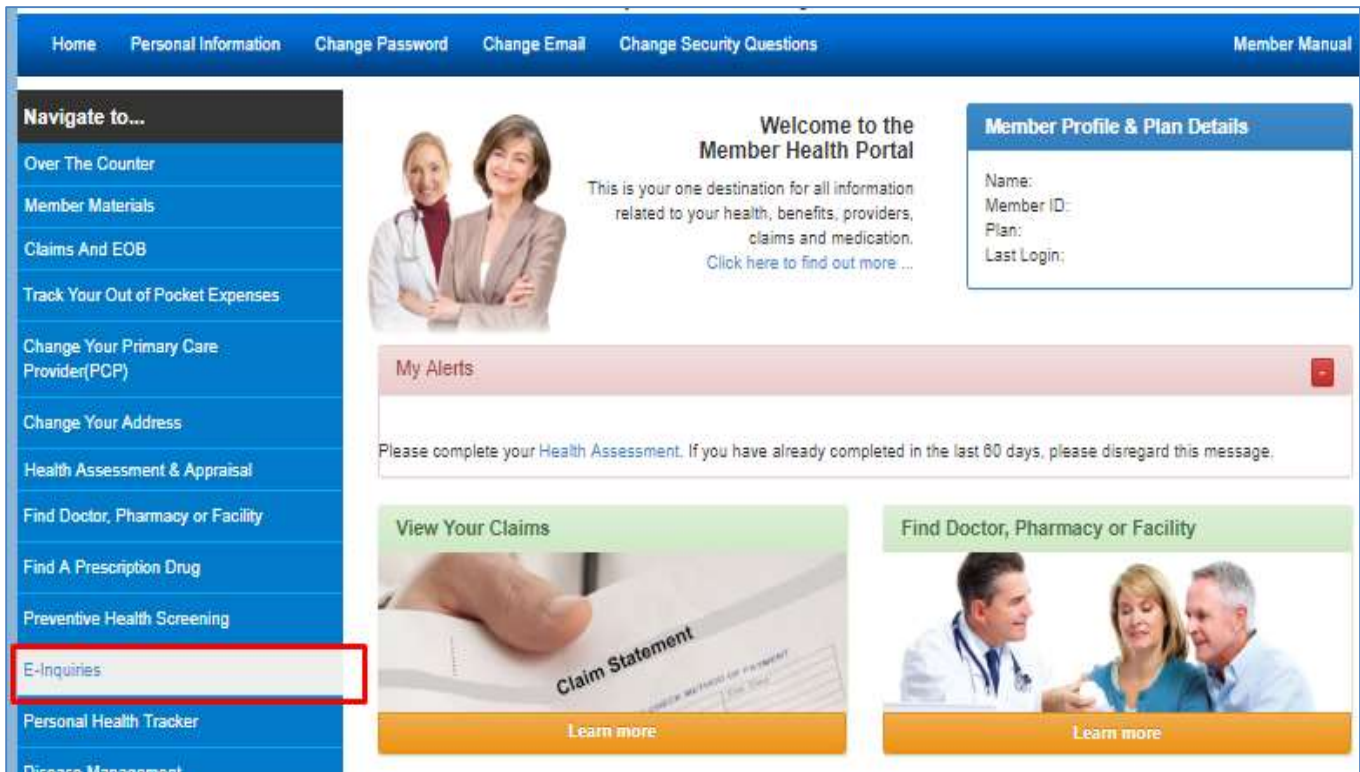 Home Personal Information Change Password Change Email Change Security Questions Member Manual
Navigate to...
Over The Counter
Member Materials
Claims And EOB
Track Your Out of Pocket Expenses
Change Your Primary Care
Provider(PCP)
Change Your Address
Health Assessment & Appraisal
Find Doctor, Pharmacy or Facility
Find A Prescription Drug
Preventive Health Screening
E-Inquiries
Personal Health Tracker
Disease Management
Welcome to the
Member Health Portal
This is your one destination for all information
related to your health, benefits, providers,
claims and medication.
Click here to find out more ...
Member Profile & Plan Details
Name:
Member ID:
Plan:
Last Login:
My Alerts
-
Please complete your Health Assessment. If you have already completed in the last 60 days, please disregard this message.
View Your Claims
Claim Statement
Learn more
Find Doctor, Pharmacy or Facility
Learn more